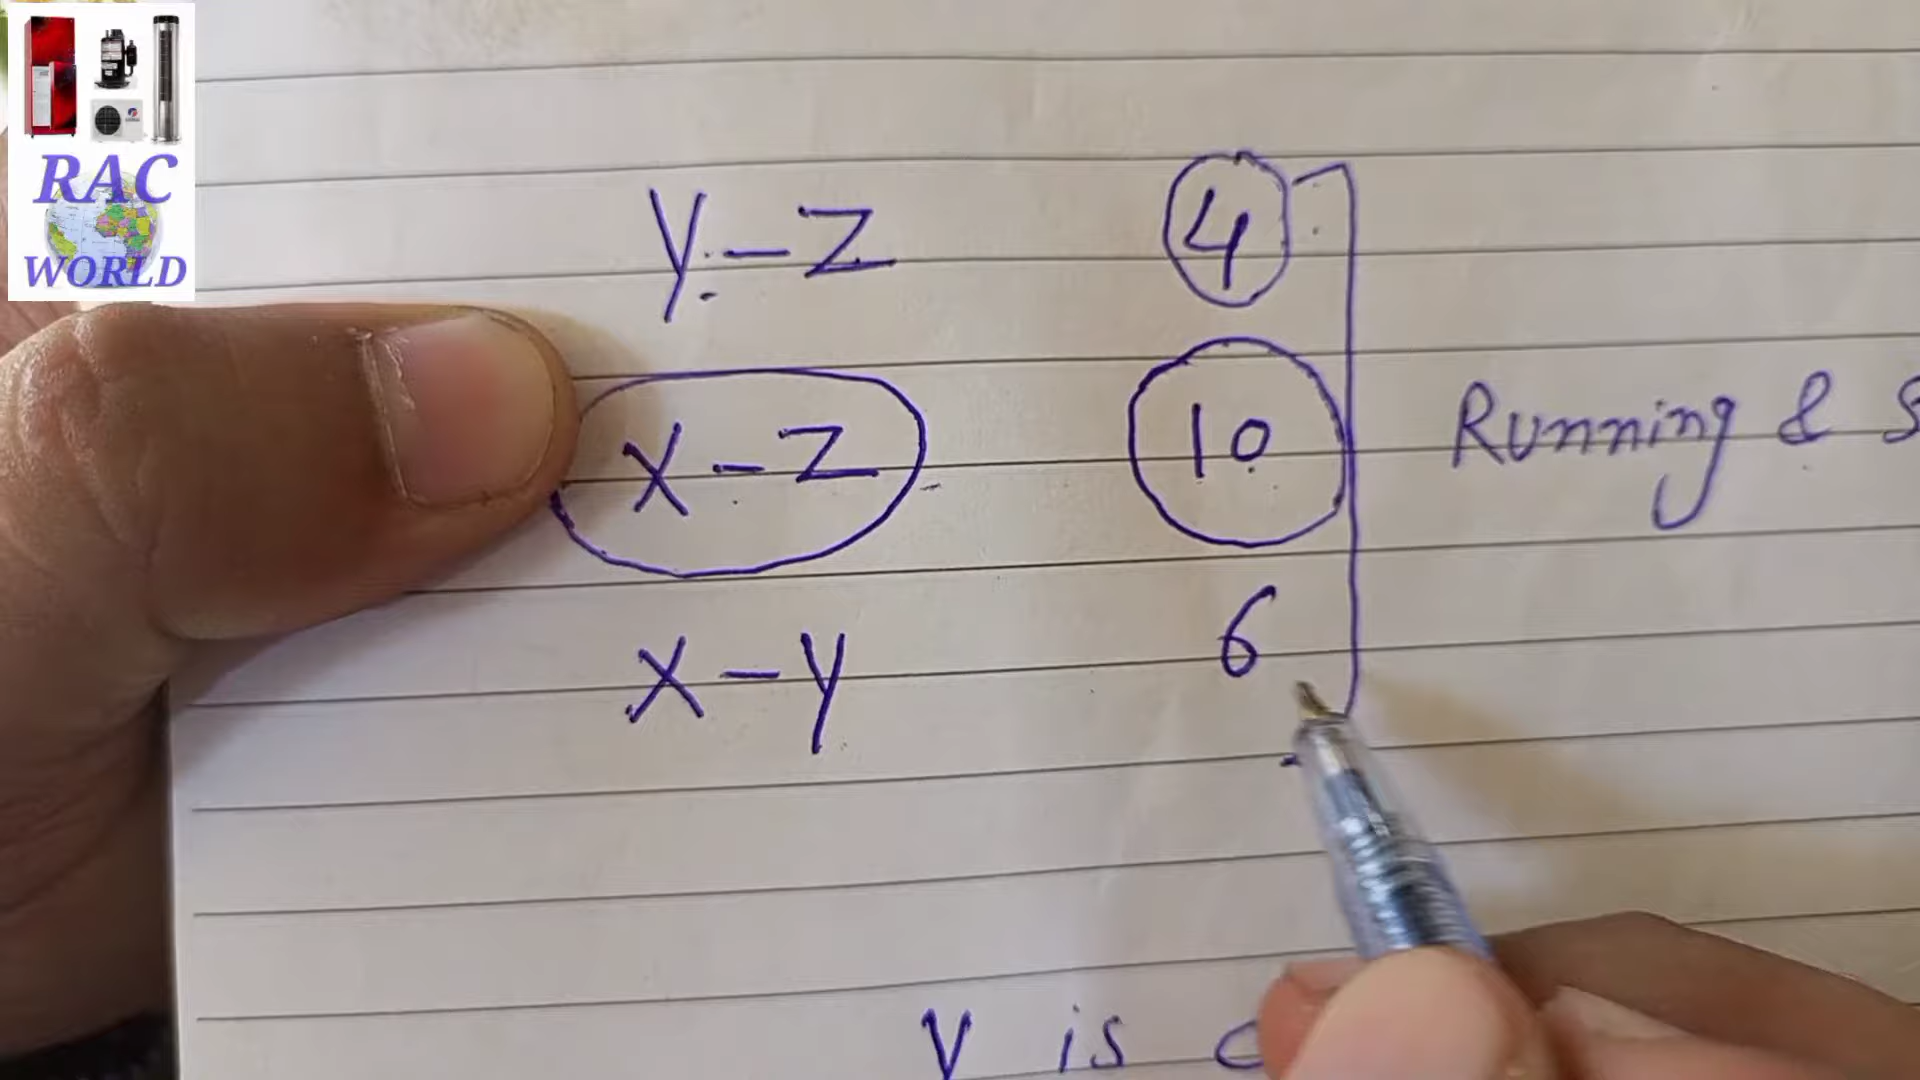 RAC
WORLD
y - z 4
x - z 10 Running &
x - y 6
y is